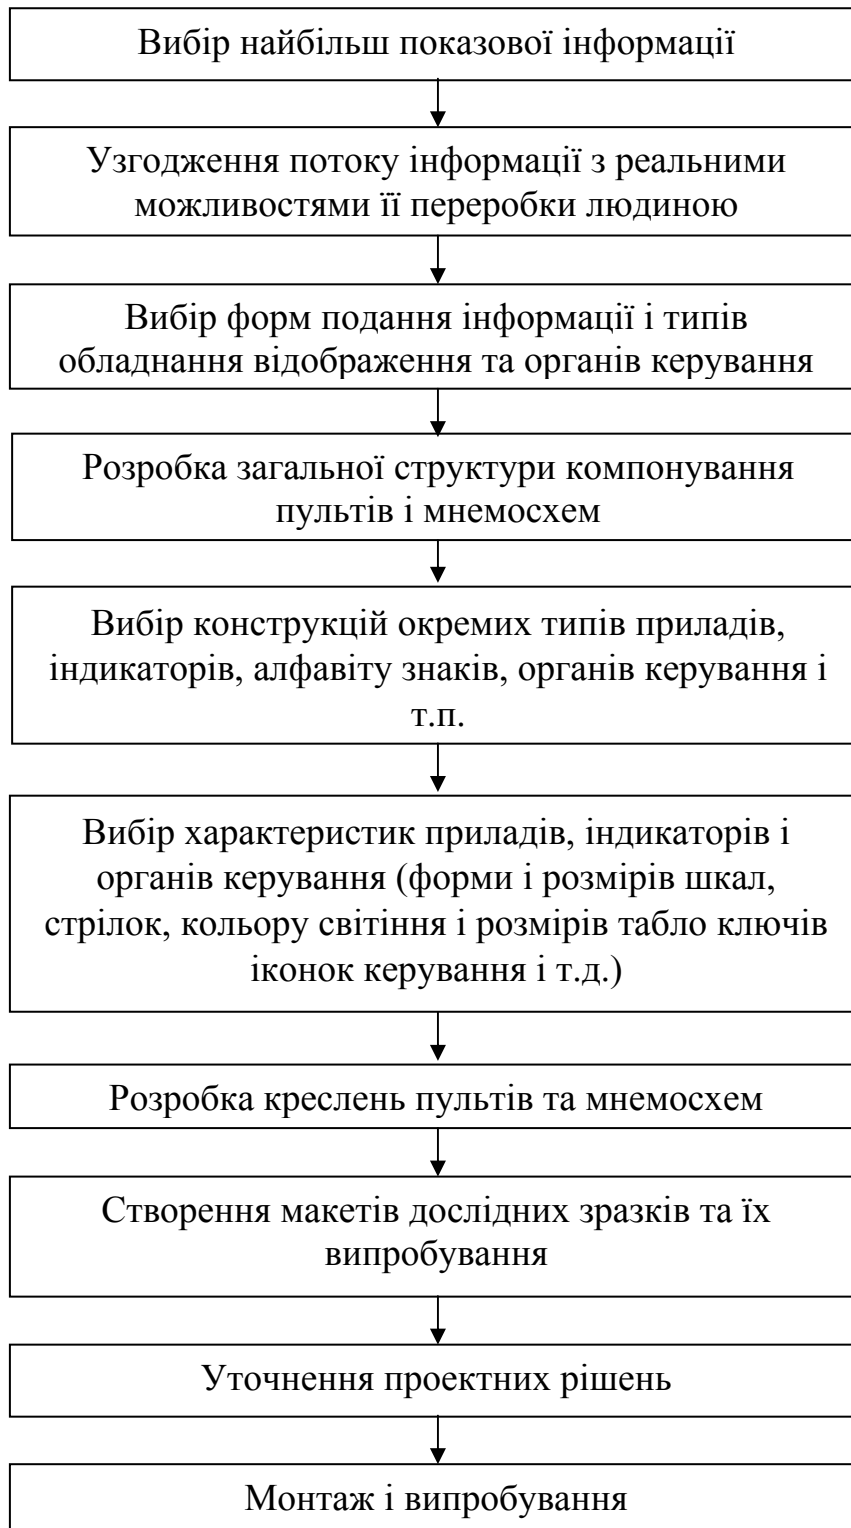 Вибір найбільш показової інформації
Узгодження потоку інформації з реальними
можливостями її переробки людиною
Вибір форм подання інформації і типів
обладнання відображення та органів керування
Розробка загальної структури компонування
пультів і мнемосхем
Вибір конструкцій окремих типів приладів,
індикаторів, алфавіту знаків, органів керування і
т.п.
Вибір характеристик приладів, індикаторів і
органів керування (форми і розмірів шкал,
стрілок, кольору світіння і розмірів табло ключів
іконок керування і т.д.)
Розробка креслень пультів та мнемосхем
Створення макетів дослідних зразків та їх
випробування
Уточнення проектних рішень
Монтаж і випробування